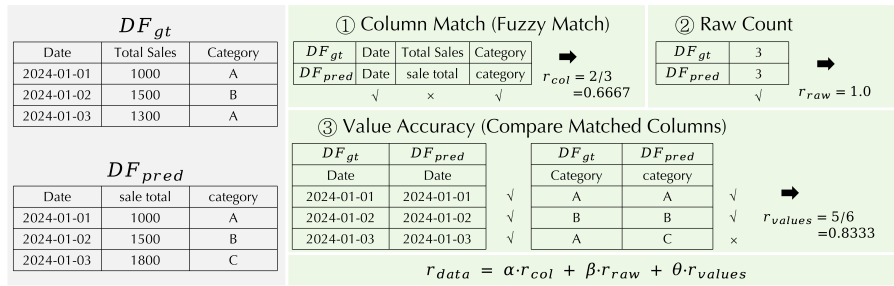 DF_gt
Date Total Sales Category
2024-01-01 1000 A
2024-01-02 1500 B
2024-01-03 1300 A
DF_pred
Date sale total category
2024-01-01 1000 A
2024-01-02 1500 B
2024-01-03 1800 C
① Column Match (Fuzzy Match)
DF_gt Date Total Sales Category
DF_pred Date sale total category
√ × √
➡
r_col = 2/3
=0.6667
② Raw Count
DF_gt 3
DF_pred 3
√
➡
r_raw = 1.0
③ Value Accuracy (Compare Matched Columns)
DF_gt DF_pred DF_gt DF_pred
Date Date Category category
2024-01-01 2024-01-01 √ A A √
2024-01-02 2024-01-02 √ B B √
2024-01-03 2024-01-03 √ A C ×
➡
r_values = 5/6
=0.8333
r_data = α·r_col + β·r_raw + θ·r_values